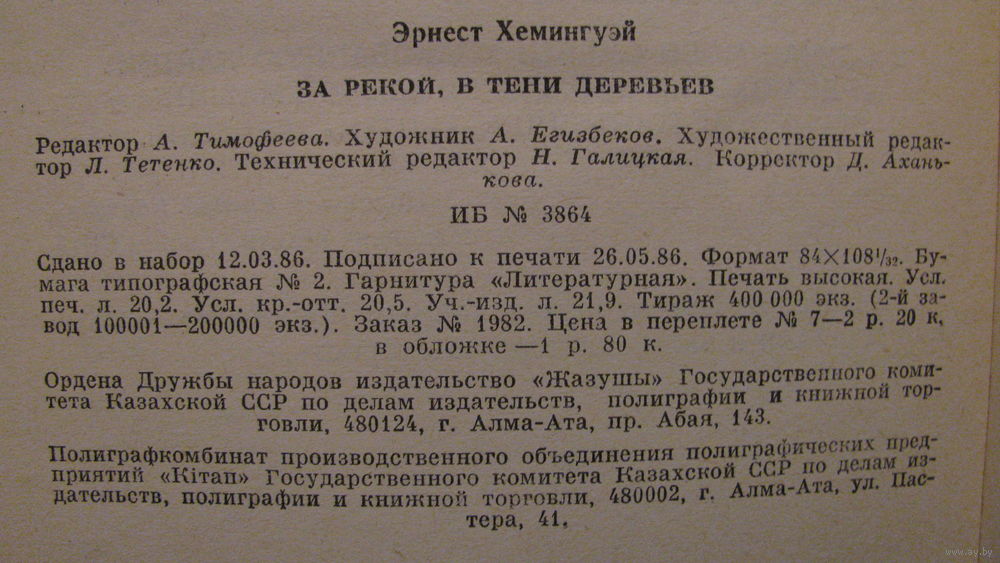 Эрнест Хемингуэй
ЗА РЕКОЙ, В ТЕНИ ДЕРЕВЬЕВ
Редактор А. Тимофеева. Художник А. Егизбеков. Художественный редак-
тор Л. Тетенко. Технический редактор Н. Галицкая. Корректор Д. Ахань-
кова.
ИБ № 3864
Сдано в набор 12.03.86. Подписано к печати 26.05.86. Формат 84×108¹/₃₂. Бу-
мага типографская № 2. Гарнитура «Литературная». Печать высокая. Усл.
печ. л. 20,2. Усл. кр.-отт. 20,5. Уч.-изд. л. 21,9. Тираж 400 000 экз. (2-й за-
вод 100001—200000 экз.). Заказ № 1982. Цена в переплете № 7—2 р. 20 к,
в обложке —1 р. 80 к.
Ордена Дружбы народов издательство «Жазушы» Государственного коми-
тета Казахской ССР по делам издательств, полиграфии и книжной тор-
говли, 480124, г. Алма-Ата, пр. Абая, 143.
Полиграфкомбинат производственного объединения полиграфических пред-
приятий «Кітап» Государственного комитета Казахской ССР по делам из-
дательств, полиграфии и книжной торговли, 480002, г. Алма-Ата, ул. Пас-
тера, 41.
www.ay.by